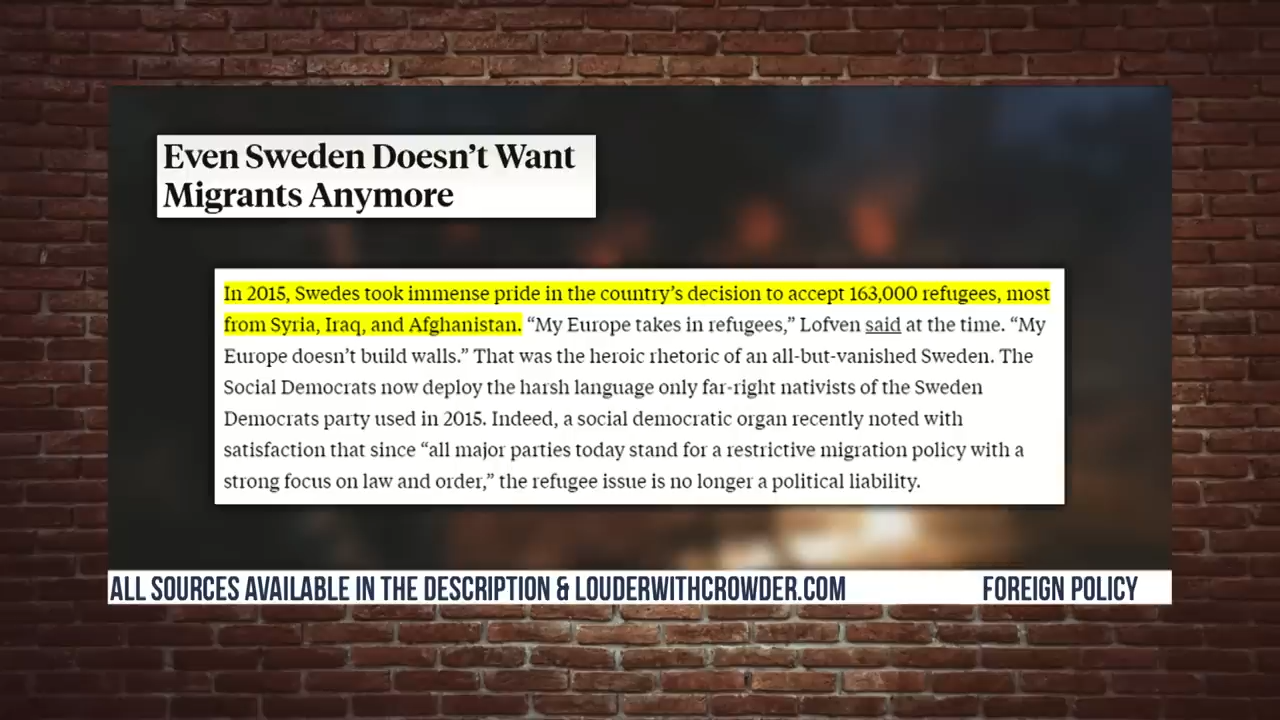 Even Sweden Doesn’t Want
Migrants Anymore
In 2015, Swedes took immense pride in the country’s decision to accept 163,000 refugees, most
from Syria, Iraq, and Afghanistan. “My Europe takes in refugees,” Lofven said at the time. “My
Europe doesn’t build walls.” That was the heroic rhetoric of an all-but-vanished Sweden. The
Social Democrats now deploy the harsh language only far-right nativists of the Sweden
Democrats party used in 2015. Indeed, a social democratic organ recently noted with
satisfaction that since “all major parties today stand for a restrictive migration policy with a
strong focus on law and order,” the refugee issue is no longer a political liability.
ALL SOURCES AVAILABLE IN THE DESCRIPTION & LOUDERWITHCROWDER.COM
FOREIGN POLICY